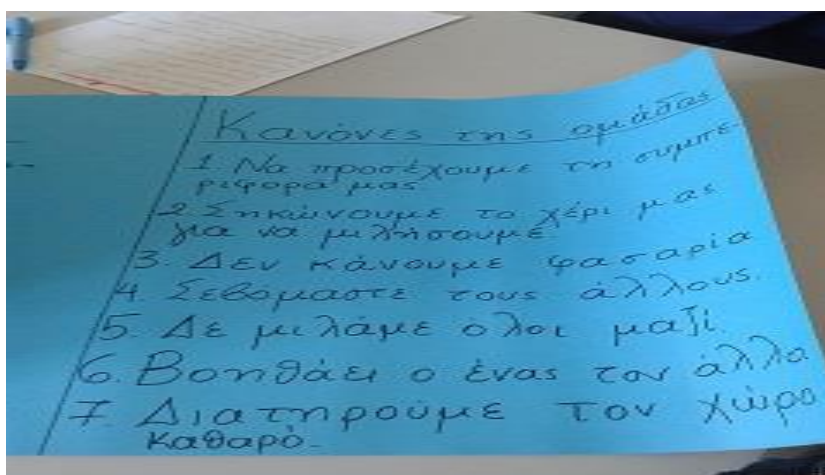 Κανόνες της ομάδας
1 Να προσέχουμε τη συμπε-
ριφορά μας
2. Σηκώνουμε το χέρι μας
για να μιλήσουμε
3. Δεν κάνουμε φασαρία
4 Σεβόμαστε τους άλλους.
5. Δε μιλάμε όλοι μαζί.
6. Βοηθάει ο ένας τον άλλο
7. Διατηρούμε τον χώρο
καθαρό.